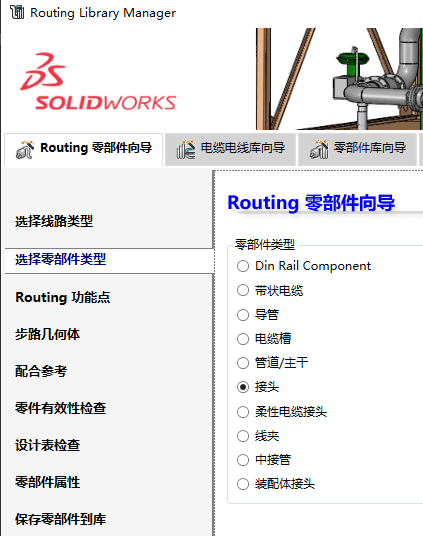 Routing Library Manager
SOLIDWORKS
Routing 零部件向导
电缆电线库向导
零部件库向导
Routing 零部件向导
选择线路类型
选择零部件类型
Routing 功能点
步路几何体
配合参考
零件有效性检查
设计表检查
零部件属性
保存零部件到库
零部件类型
Din Rail Component
带状电缆
导管
电缆槽
管道/主干
接头
柔性电缆接头
线夹
中接管
装配体接头